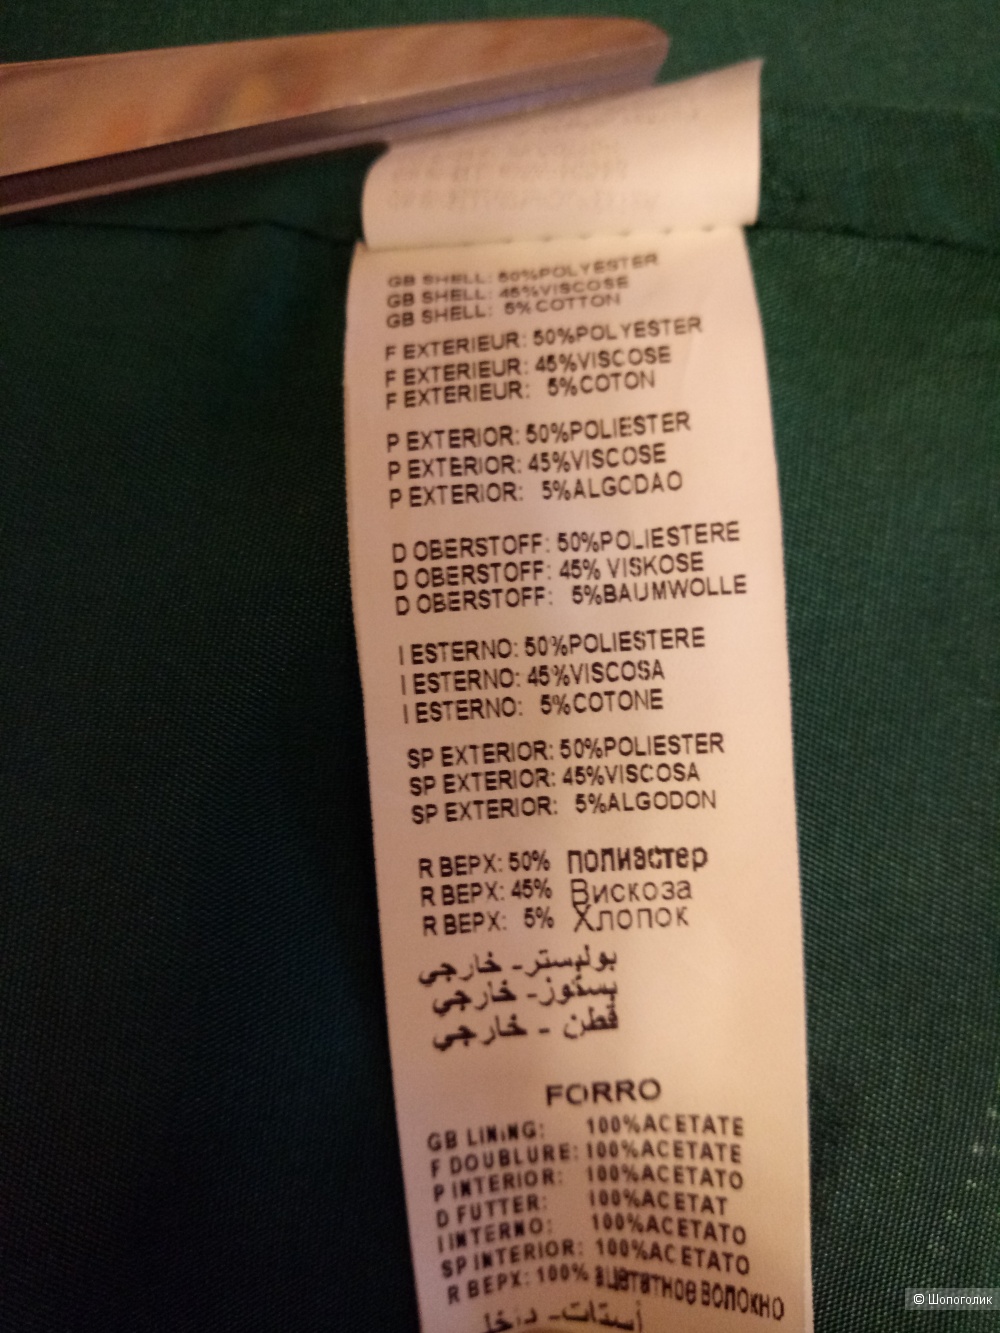 GB SHELL: 50%POLYESTER
GB SHELL: 45%VISCOSE
GB SHELL: 5%COTTON
F EXTERIEUR: 50%POLYESTER
F EXTERIEUR: 45%VISCOSE
F EXTERIEUR: 5%COTON
P EXTERIOR: 50%POLIESTER
P EXTERIOR: 45%VISCOSE
P EXTERIOR: 5%ALGODAO
D OBERSTOFF: 50%POLIESTERE
D OBERSTOFF: 45% VISKOSE
D OBERSTOFF: 5%BAUMWOLLE
I ESTERNO: 50%POLIESTERE
I ESTERNO: 45%VISCOSA
I ESTERNO: 5%COTONE
SP EXTERIOR: 50%POLIESTER
SP EXTERIOR: 45%VISCOSA
SP EXTERIOR: 5%ALGODON
R ВЕРХ: 50% полиэстер
R ВЕРХ: 45% Вискоза
R ВЕРХ: 5% Хлопок
بوليستر- خارجي
خارجي -
قطن - خارجي
FORRO
GB LINING: 100%ACETATE
F DOUBLURE: 100%ACETATE
P INTERIOR: 100%ACETATO
D FUTTER: 100%ACETAT
I INTERNO: 100%ACETATO
SP INTERIOR: 100%ACETATO
R ВЕРХ: 100% ацетатное волокно
© Шопоголик